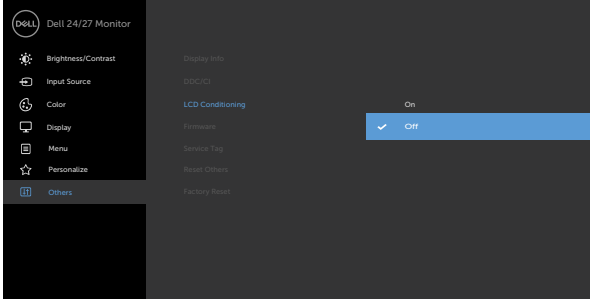 DELL
Dell 24/27 Monitor
Brightness/Contrast
Input Source
Color
Display
Menu
Personalize
Others
Display Info
DDC/CI
LCD Conditioning
Firmware
Service Tag
Reset Others
Factory Reset
On
Off